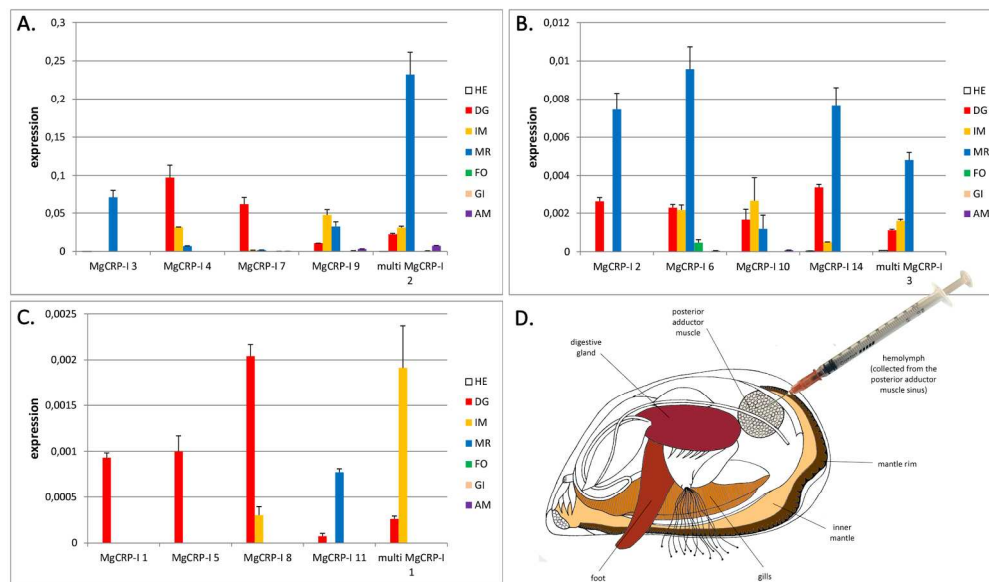 A.
0,3
0,25
0,2
0,15
0,1
0,05
0
expression
MgCRP-I 3
MgCRP-I 4
MgCRP-I 7
MgCRP-I 9
multi MgCRP-I
2
HE
DG
IM
MR
FO
GI
AM
B.
0,012
0,01
0,008
0,006
0,004
0,002
0
expression
MgCRP-I 2
MgCRP-I 6
MgCRP-I 10
MgCRP-I 14
multi MgCRP-I
3
HE
DG
IM
MR
FO
GI
AM
C.
0,0025
0,002
0,0015
0,001
0,0005
0
expression
MgCRP-I 1
MgCRP-I 5
MgCRP-I 8
MgCRP-I 11
multi MgCRP-I
1
HE
DG
IM
MR
FO
GI
AM
D.
posterior
adductor
muscle
digestive
gland
hemolymph
(collected from the
posterior adductor
muscle sinus)
mantle rim
inner
mantle
gills
foot